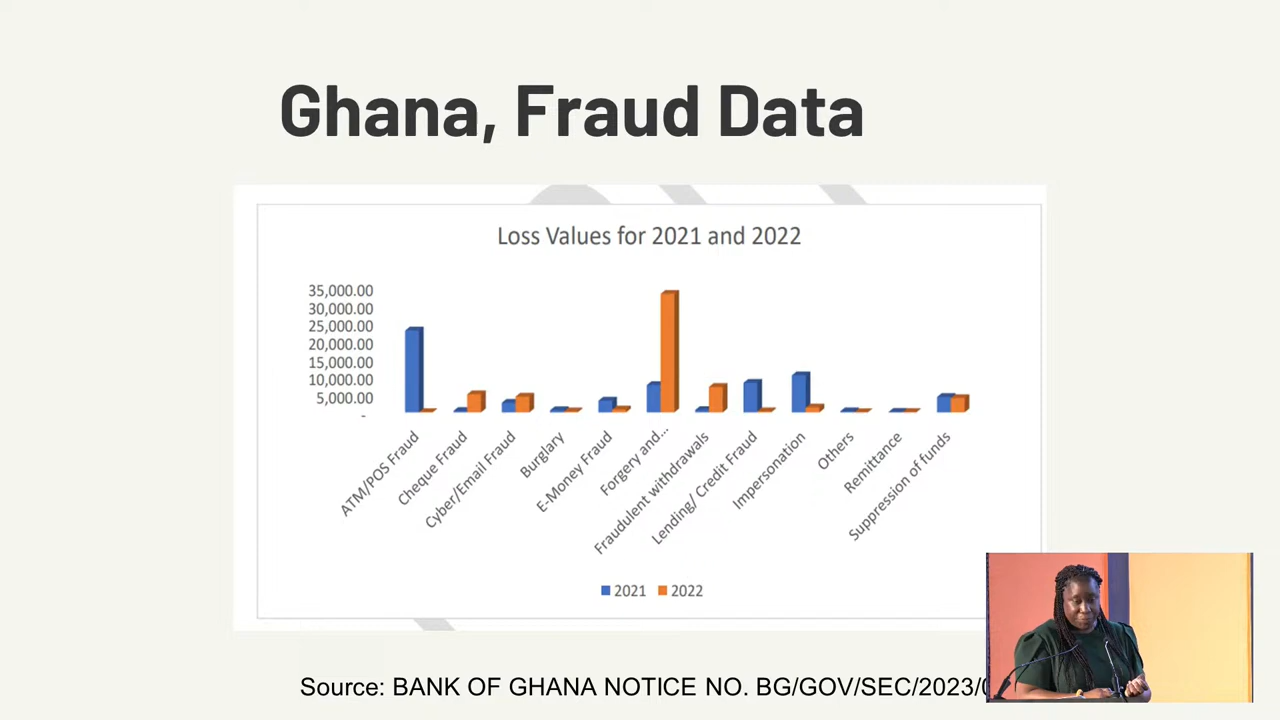 Ghana, Fraud Data
Loss Values for 2021 and 2022
35,000.00
30,000.00
25,000.00
20,000.00
15,000.00
10,000.00
5,000.00
-
ATM/POS Fraud
Cheque Fraud
Cyber/Email Fraud
Burglary
E-Money Fraud
Forgery and...
Fraudulent withdrawals
Lending/ Credit Fraud
Impersonation
Others
Remittance
Suppression of funds
2021 2022
Source: BANK OF GHANA NOTICE NO. BG/GOV/SEC/2023/